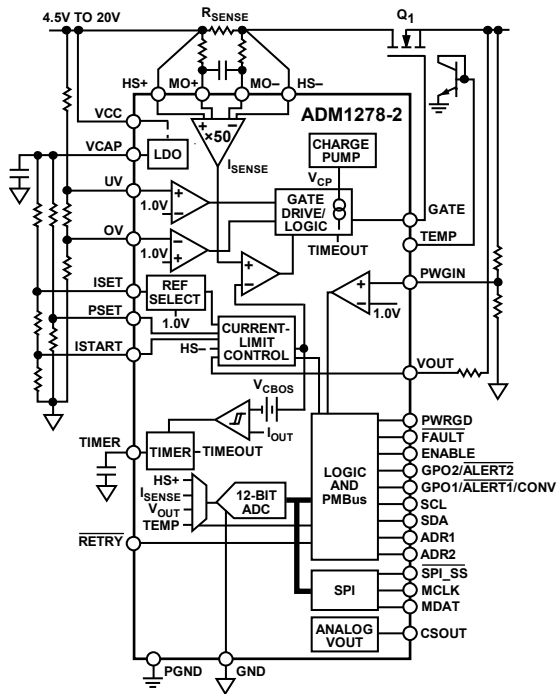 4.5V TO 20V
RSENSE
Q1
HS+
MO+
MO–
HS–
ADM1278-2
VCC
VCAP
LDO
+ –
×50
ISENSE
CHARGE
PUMP
VCP
UV
1.0V
+
–
GATE
DRIVE/
LOGIC
TIMEOUT
GATE
TEMP
OV
1.0V
–
+
+
–
PWGIN
+
–
1.0V
ISET
REF
SELECT
1.0V
PSET
CURRENT-
LIMIT
CONTROL
HS–
ISTART
VOUT
VCBOS
IOUT
TIMER
TIMER
TIMEOUT
LOGIC
AND
PMBus
PWRGD
FAULT
ENABLE
GPO2/ALERT2
GPO1/ALERT1/CONV
SCL
SDA
ADR1
ADR2
HS+
ISENSE
VOUT
TEMP
12-BIT
ADC
RETRY
SPI
SPI_SS
MCLK
MDAT
ANALOG
VOUT
CSOUT
PGND
GND